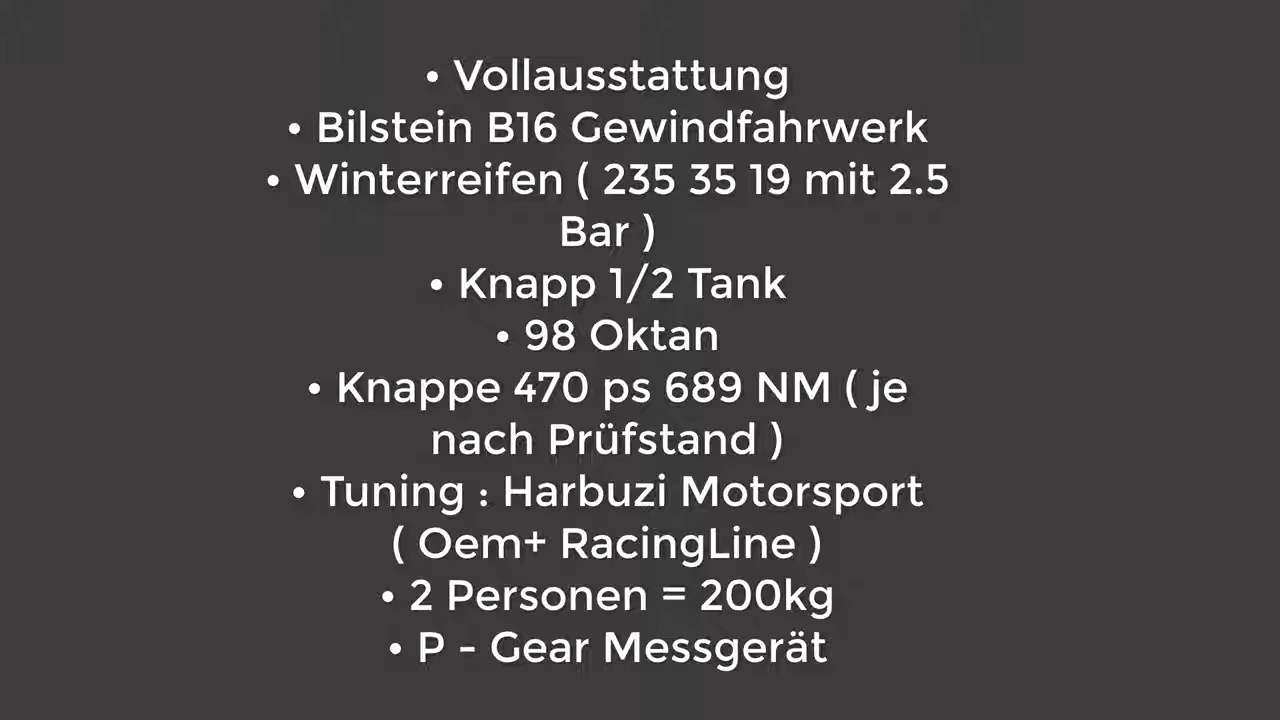 • Vollausstattung
• Bilstein B16 Gewindfahrwerk
• Winterreifen ( 235 35 19 mit 2.5
Bar )
• Knapp 1/2 Tank
• 98 Oktan
• Knappe 470 ps 689 NM ( je
nach Prüfstand )
• Tuning : Harbuzi Motorsport
( Oem+ RacingLine )
• 2 Personen = 200kg
• P - Gear Messgerät